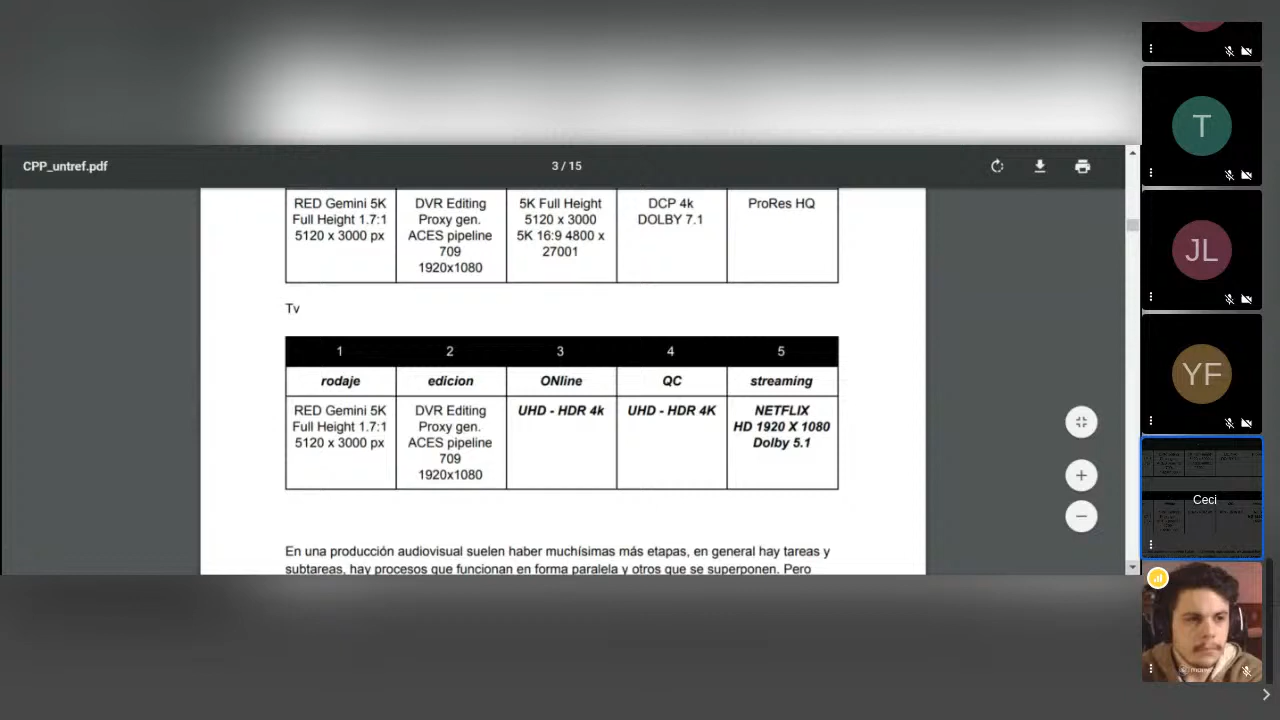 CPP_untref.pdf
3 / 15
RED Gemini 5K
Full Height 1.7:1
5120 x 3000 px
DVR Editing
Proxy gen.
ACES pipeline
709
1920x1080
5K Full Height
5120 x 3000
5K 16:9 4800 x
27001
DCP 4k
DOLBY 7.1
ProRes HQ
Tv
1 2 3 4 5
rodaje edicion ONline QC streaming
RED Gemini 5K
Full Height 1.7:1
5120 x 3000 px
DVR Editing
Proxy gen.
ACES pipeline
709
1920x1080
UHD - HDR 4k
UHD - HDR 4K
NETFLIX
HD 1920 X 1080
Dolby 5.1
En una producción audiovisual suelen haber muchísimas más etapas, en general hay tareas y
subtareas, hay procesos que funcionan en forma paralela y otros que se superponen. Pero
T
JL
YF
Ceci